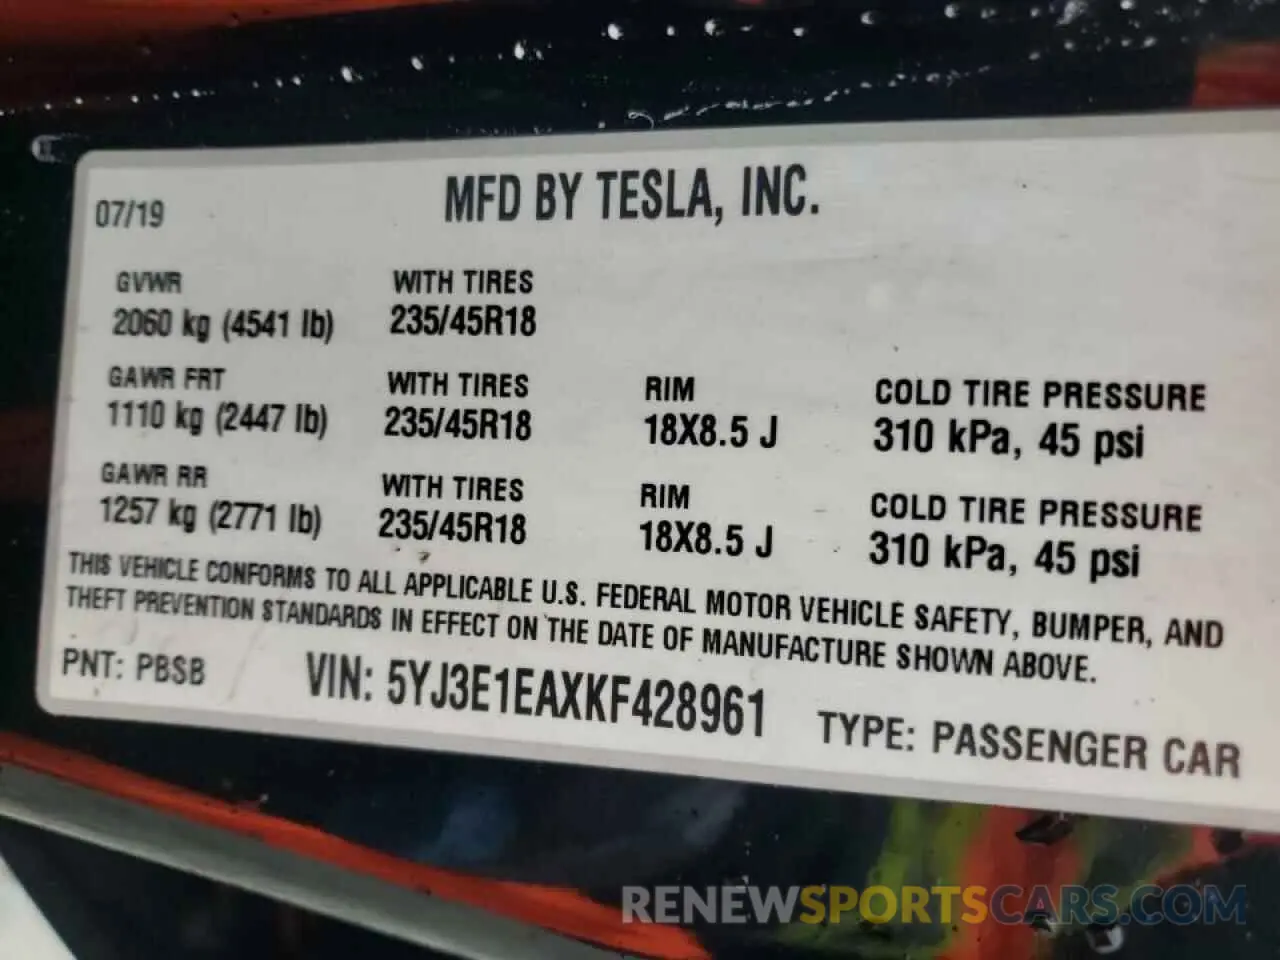 MFD BY TESLA, INC.
07/19
GVWR WITH TIRES
2060 kg (4541 lb) 235/45R18
GAWR FRT WITH TIRES RIM COLD TIRE PRESSURE
1110 kg (2447 lb) 235/45R18 18X8.5 J 310 kPa, 45 psi
GAWR RR WITH TIRES RIM COLD TIRE PRESSURE
1257 kg (2771 lb) 235/45R18 18X8.5 J 310 kPa, 45 psi
THIS VEHICLE CONFORMS TO ALL APPLICABLE U.S. FEDERAL MOTOR VEHICLE SAFETY, BUMPER, AND
THEFT PREVENTION STANDARDS IN EFFECT ON THE DATE OF MANUFACTURE SHOWN ABOVE.
PNT: PBSB VIN: 5YJ3E1EAXKF428961 TYPE: PASSENGER CAR
RENEWSPORTSCARS.COM